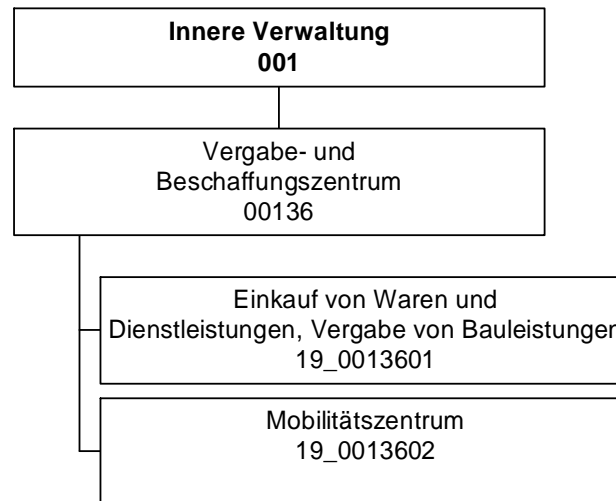 Innere Verwaltung
001
Vergabe- und
Beschaffungszentrum
00136
Einkauf von Waren und
Dienstleistungen, Vergabe von Bauleistungen
19_0013601
Mobilitätszentrum
19_0013602